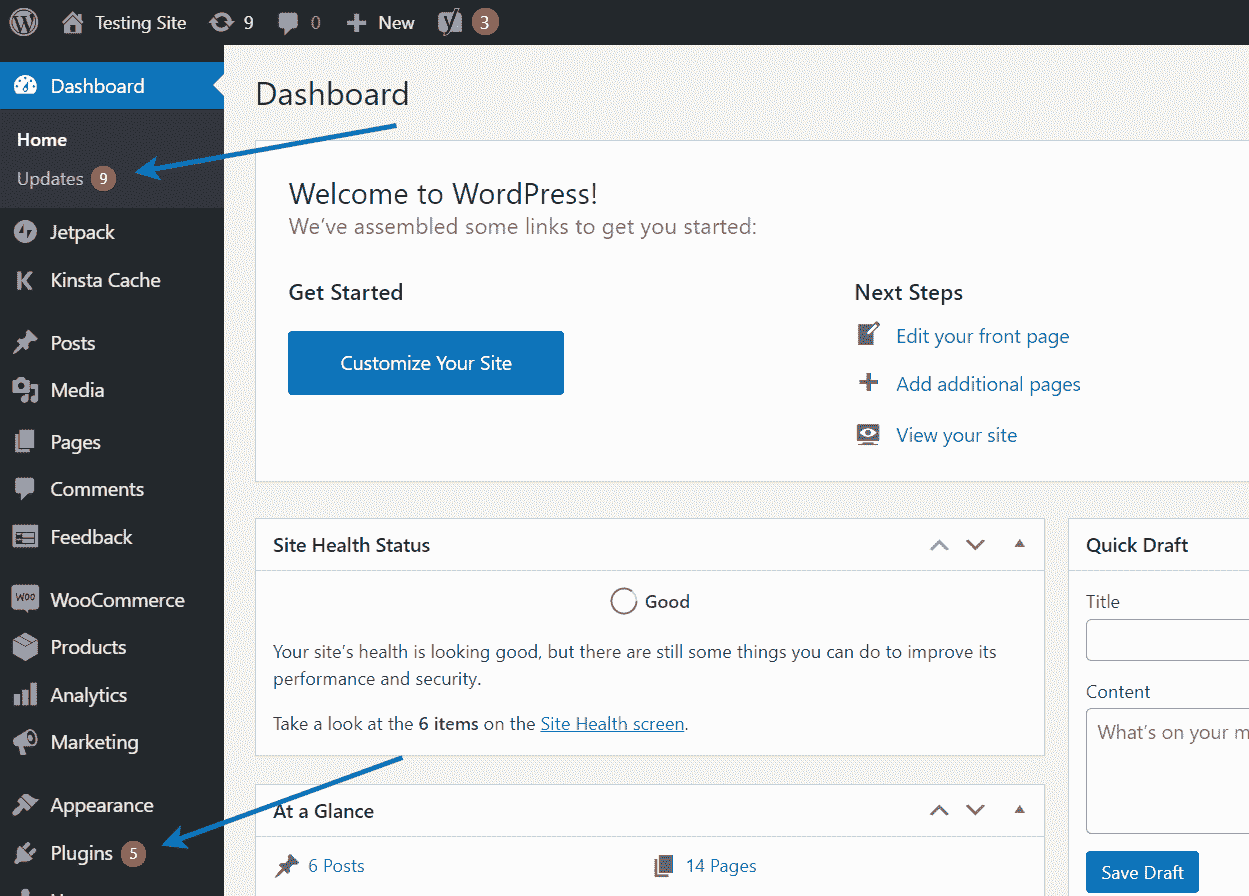 Testing Site 9 0 New 3
Dashboard
Home
Updates 9
Jetpack
Kinsta Cache
Posts
Media
Pages
Comments
Feedback
WOO WooCommerce
Products
Analytics
Marketing
Appearance
Plugins 5
Dashboard
Welcome to WordPress!
We've assembled some links to get you started:
Get Started
Customize Your Site
Next Steps
Edit your front page
Add additional pages
View your site
Site Health Status
Good
Your site's health is looking good, but there are still some things you can do to improve its
performance and security.
Take a look at the 6 items on the Site Health screen.
At a Glance
6 Posts 14 Pages
Quick Draft
Title
Content
What's on your m
Save Draft